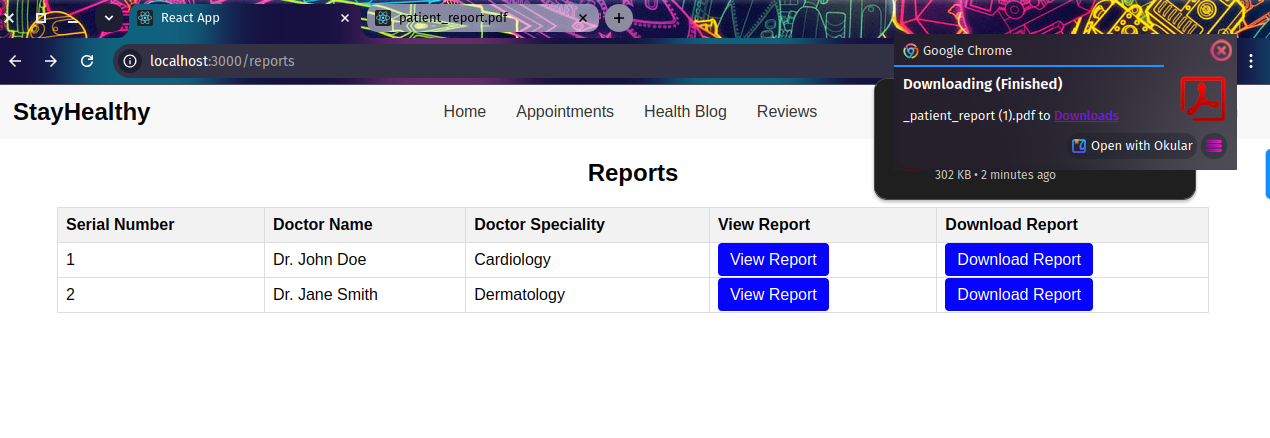 React App
patient_report.pdf
localhost:3000/reports
Google Chrome
Downloading (Finished)
_patient_report (1).pdf to Downloads
Open with Okular
302 KB • 2 minutes ago
StayHealthy
Home Appointments Health Blog Reviews
Reports
Serial Number Doctor Name Doctor Speciality View Report Download Report
1 Dr. John Doe Cardiology View Report Download Report
2 Dr. Jane Smith Dermatology View Report Download Report